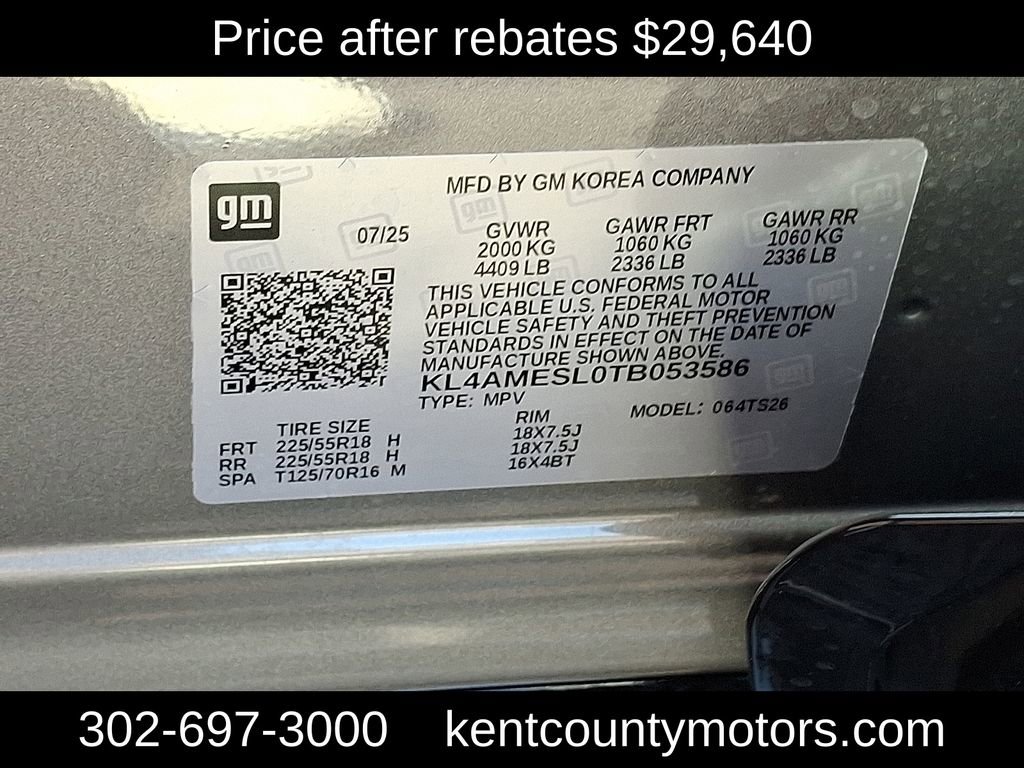 Price after rebates $29,640
gm
MFD BY GM KOREA COMPANY
07/25
GVWR GAWR FRT GAWR RR
2000 KG 1060 KG 1060 KG
4409 LB 2336 LB 2336 LB
THIS VEHICLE CONFORMS TO ALL
APPLICABLE U.S. FEDERAL MOTOR
VEHICLE SAFETY AND THEFT PREVENTION
STANDARDS IN EFFECT ON THE DATE OF
MANUFACTURE SHOWN ABOVE.
KL4AMESL0TB053586
TYPE: MPV MODEL: 064TS26
TIRE SIZE RIM
FRT 225/55R18 H 18X7.5J
RR 225/55R18 H 18X7.5J
SPA T125/70R16 M 16X4BT
302-697-3000 kentcountymotors.com